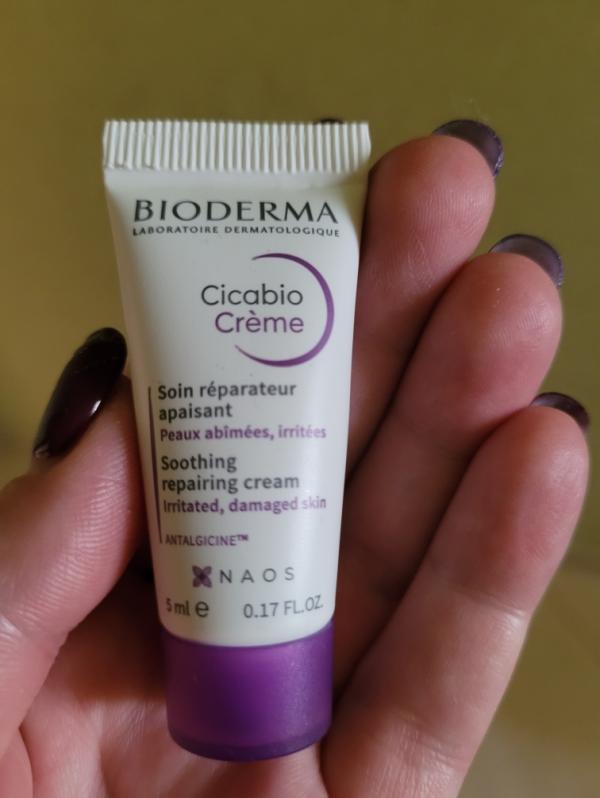 BIODERMA
LABORATOIRE DERMATOLOGIQUE
Cicabio
Crème
Soin réparateur
apaisant
Peaux abîmées, irritées
Soothing
repairing cream
Irritated, damaged skin
ANTALGICINE™
NAOS
5 ml ℮ 0.17 FL.OZ.